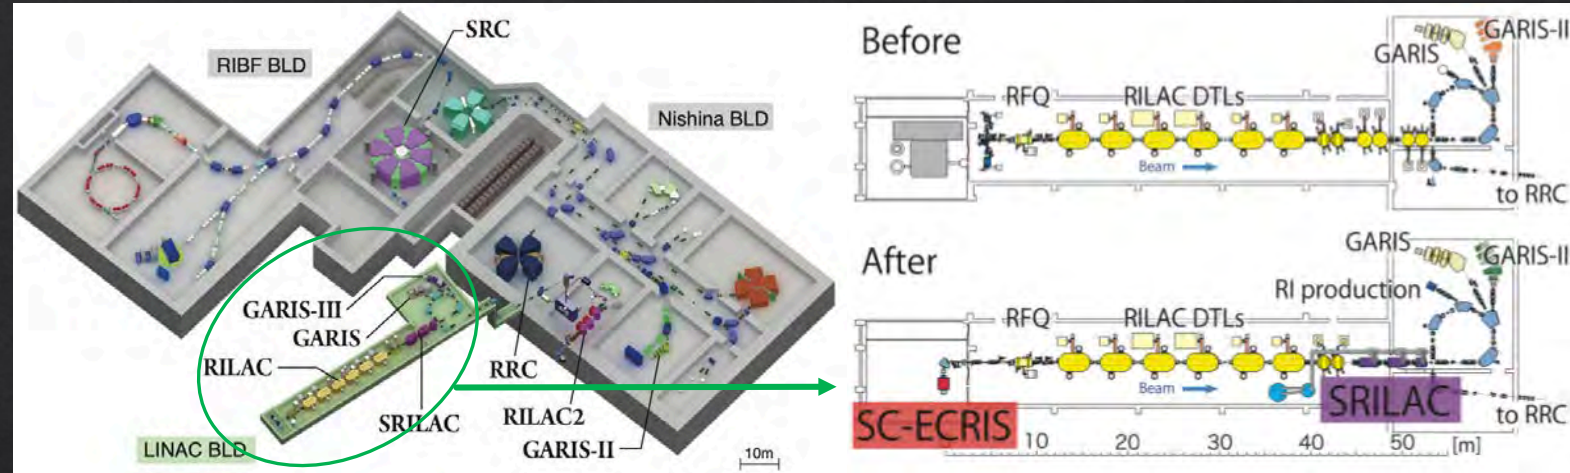 SRC
RIBF BLD
Nishina BLD
GARIS-III
GARIS
RILAC
SRILAC
LINAC BLD
RRC
RILAC2
GARIS-II
10m
Before
GARIS-II
GARIS
RFQ
RILAC DTLs
Beam
to RRC
After
GARIS
GARIS-II
RI production
RFQ
RILAC DTLs
Beam
SC-ECRIS
SRILAC
to RRC
10 20 30 40 50 [m]